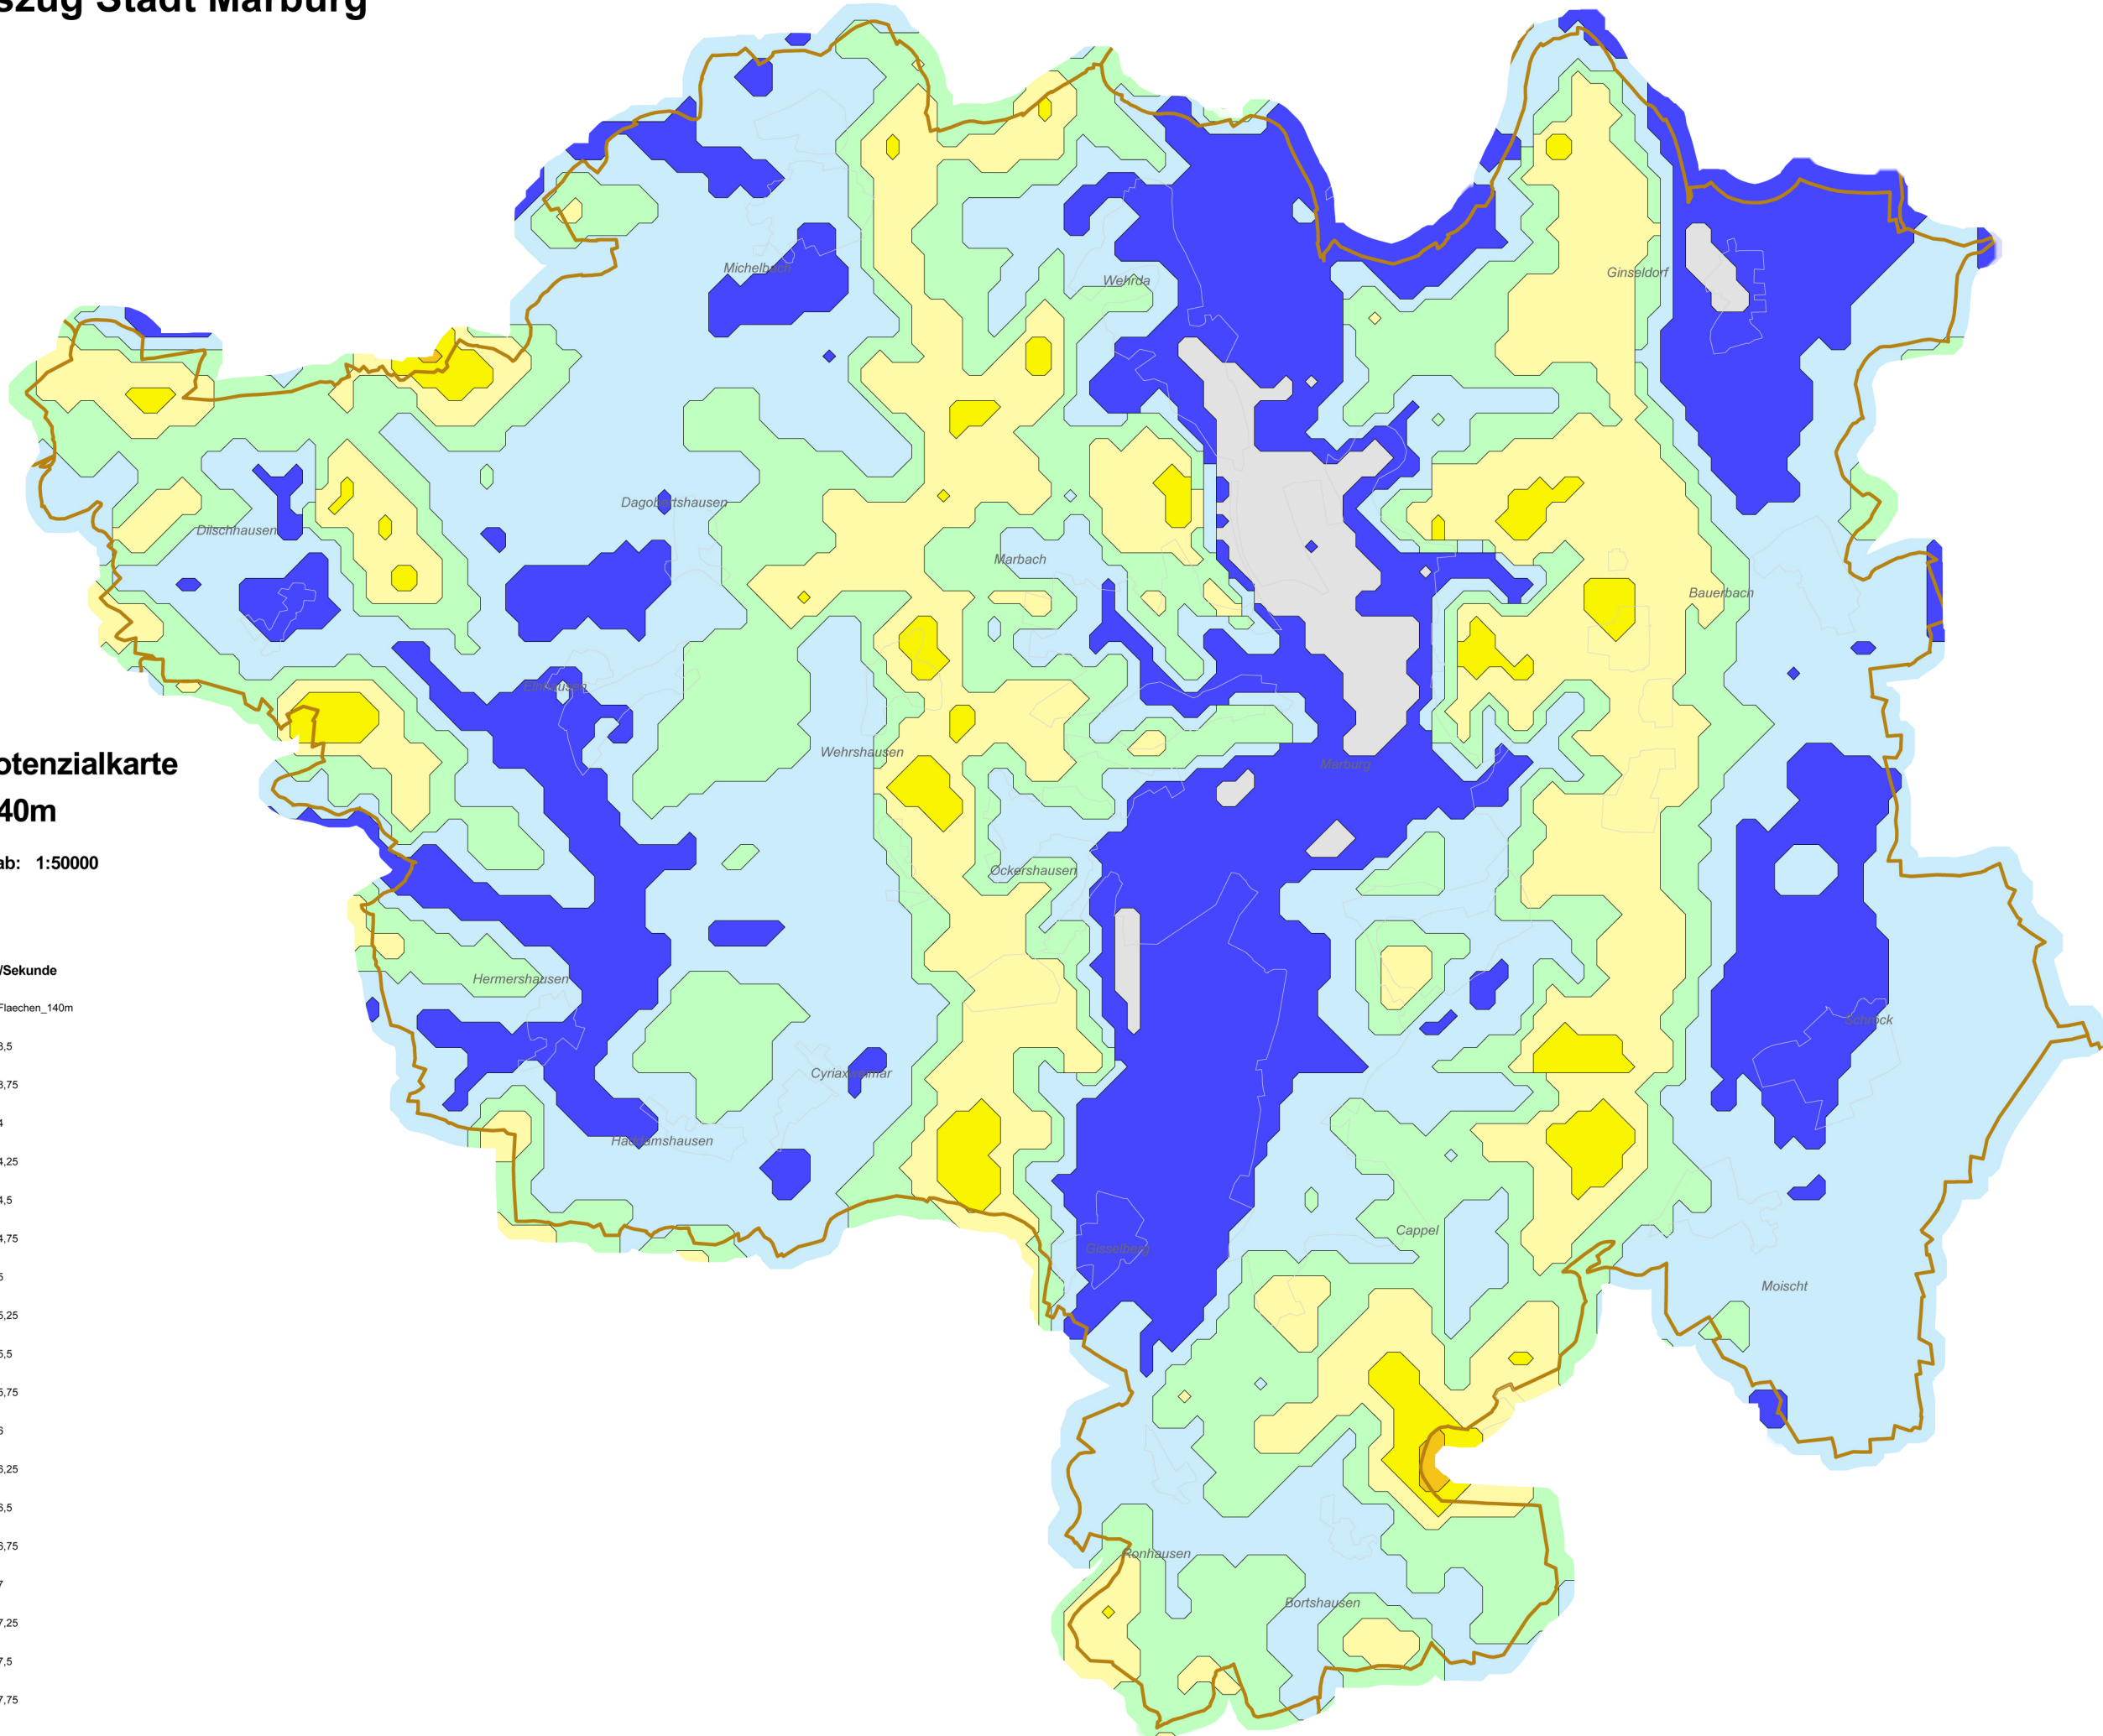 szug Stadt Marburg
otenzialkarte
40m
ab: 1:50000
/Sekunde
Flaechen_140m
3,5
3,75
4
4,25
4,5
4,75
5
5,25
5,5
5,75
6
6,25
6,5
6,75
7
7,25
7,5
7,75
Michelbach
Wehrda
Ginseldorf
Dagobertshausen
Dilschhausen
Marbach
Bauerbach
Elnhausen
Wehrshausen
Marburg
Ockershausen
Hermershausen
Schröck
Cyriaxweimar
Haddamshausen
Cappel
Gisselberg
Moischt
Ronhausen
Bortshausen